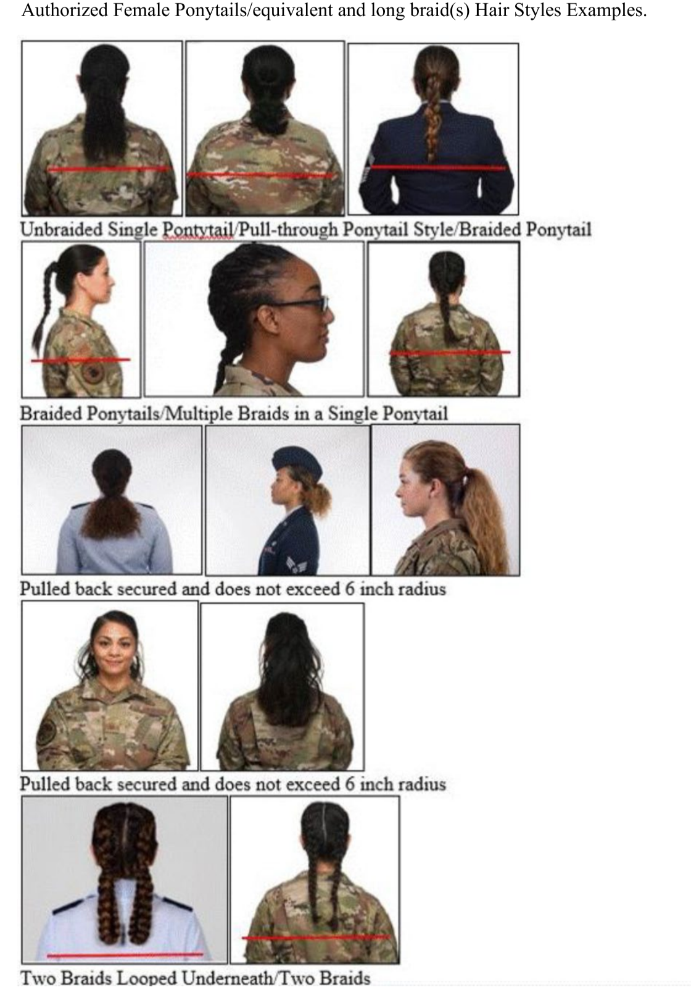 Authorized Female Ponytails/equivalent and long braid(s) Hair Styles Examples.
Unbraided Single Pontytail/Pull-through Ponytail Style/Braided Ponytail
Braided Ponytails/Multiple Braids in a Single Ponytail
Pulled back secured and does not exceed 6 inch radius
Pulled back secured and does not exceed 6 inch radius
Two Braids Looped Underneath/Two Braids